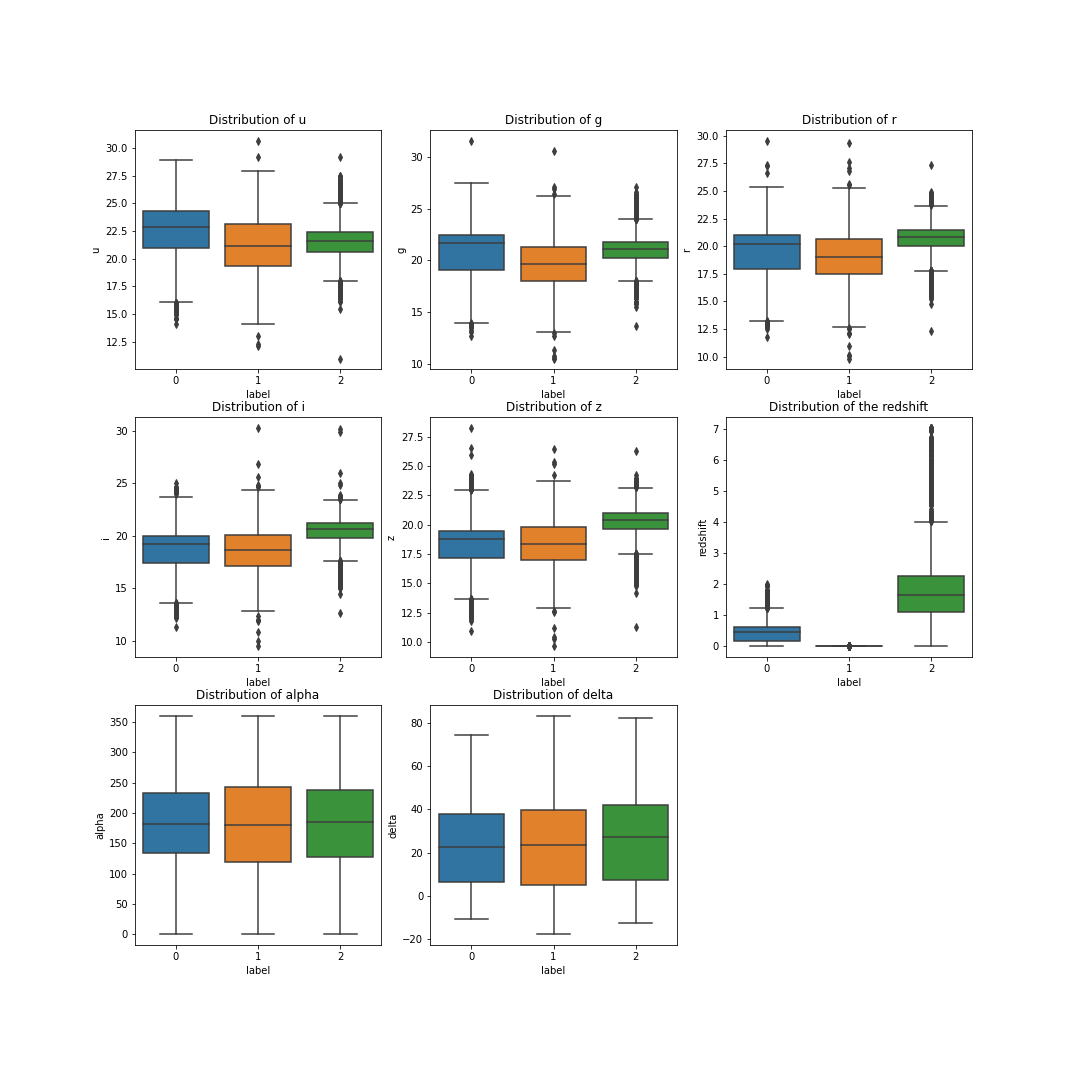 Distribution of u
30.0
27.5
25.0
22.5
20.0
17.5
15.0
12.5
u
0 1 2
label
Distribution of g
30
25
20
15
10
g
0 1 2
label
Distribution of r
30.0
27.5
25.0
22.5
20.0
17.5
15.0
12.5
10.0
r
0 1 2
label
Distribution of i
30
25
20
15
10
i
0 1 2
label
Distribution of z
27.5
25.0
22.5
20.0
17.5
15.0
12.5
10.0
z
0 1 2
label
Distribution of the redshift
7
6
5
4
3
2
1
0
redshift
0 1 2
label
Distribution of alpha
350
300
250
200
150
100
50
0
alpha
0 1 2
label
Distribution of delta
80
60
40
20
0
−20
delta
0 1 2
label